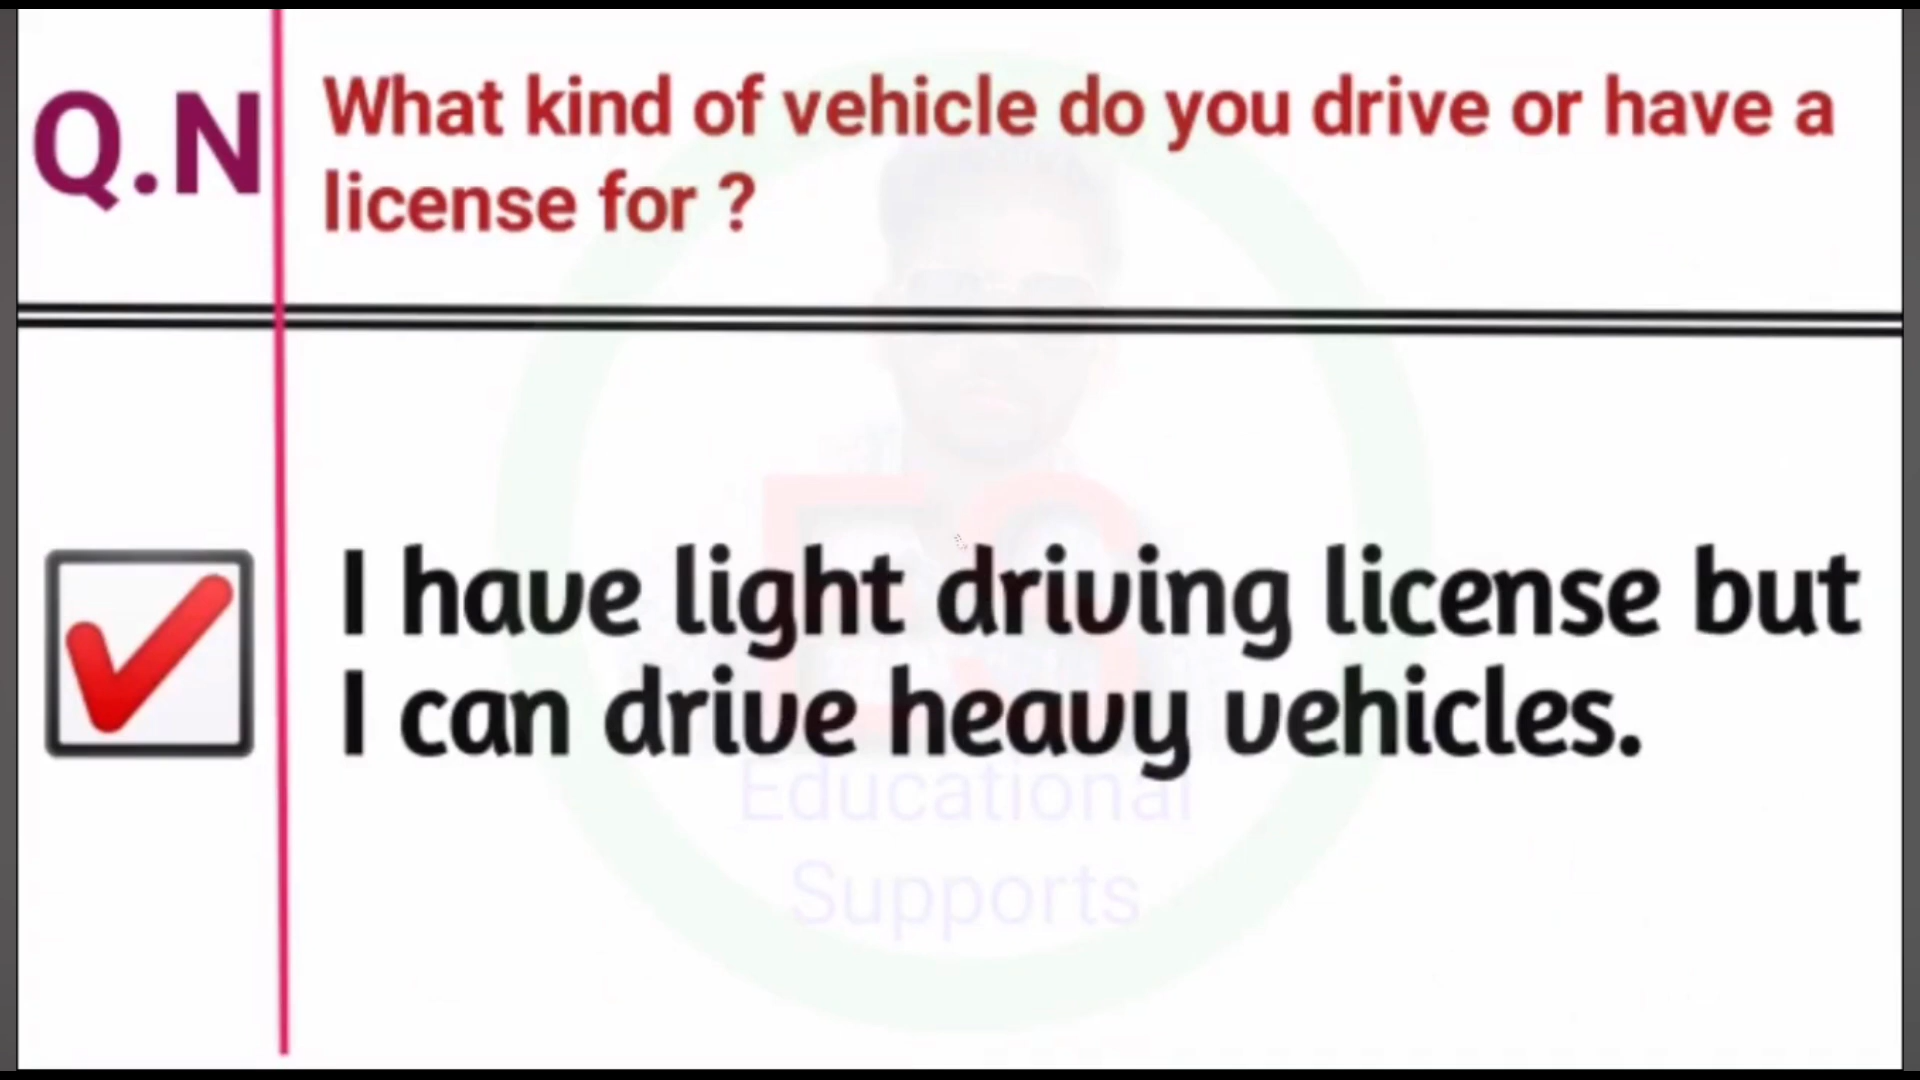 Q.N
What kind of vehicle do you drive or have a
license for ?
I have light driving license but
I can drive heavy vehicles.
ES
Educational
Supports